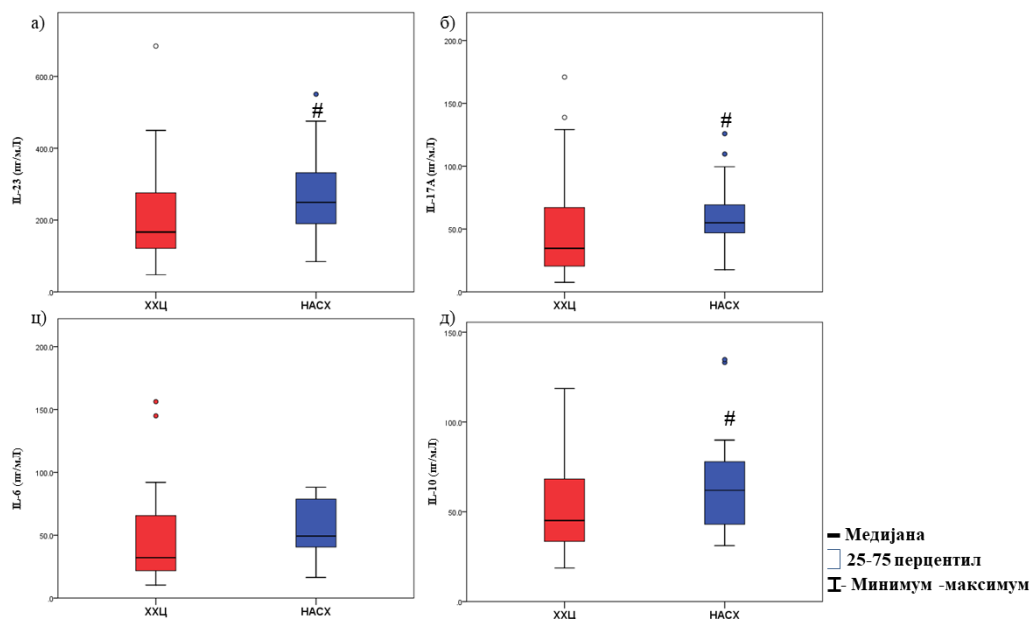 а)
IL-23 (пг/мЛ)
600.0
400.0
200.0
.0
#
ХХЦ
НАСХ
б)
IL-17А (пг/мЛ)
200.0
150.0
100.0
50.0
.0
#
ХХЦ
НАСХ
ц)
IL-6 (пг/мЛ)
200.0
150.0
100.0
50.0
.0
ХХЦ
НАСХ
д)
IL-10 (пг/мЛ)
150.0
100.0
50.0
.0
#
ХХЦ
НАСХ
Медијана
25-75 перцентил
- Минимум -максимум